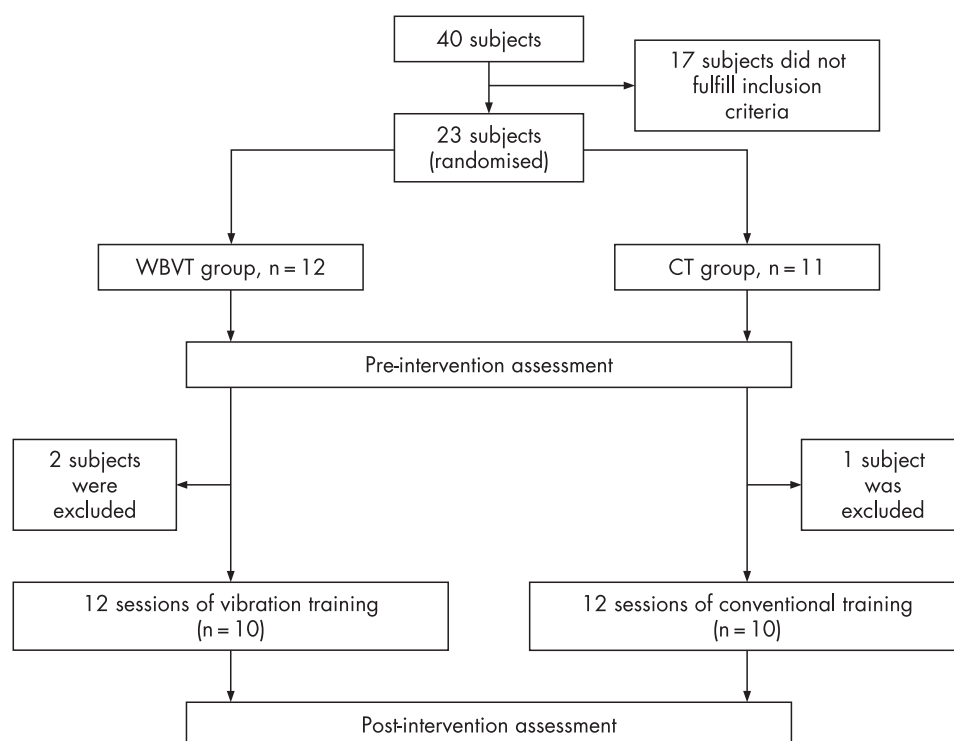 40 subjects
17 subjects did not
fulfill inclusion
criteria
23 subjects
(randomised)
WBVT group, n = 12
CT group, n = 11
Pre-intervention assessment
2 subjects
were
excluded
1 subject
was
excluded
12 sessions of vibration training
(n = 10)
12 sessions of conventional training
(n = 10)
Post-intervention assessment